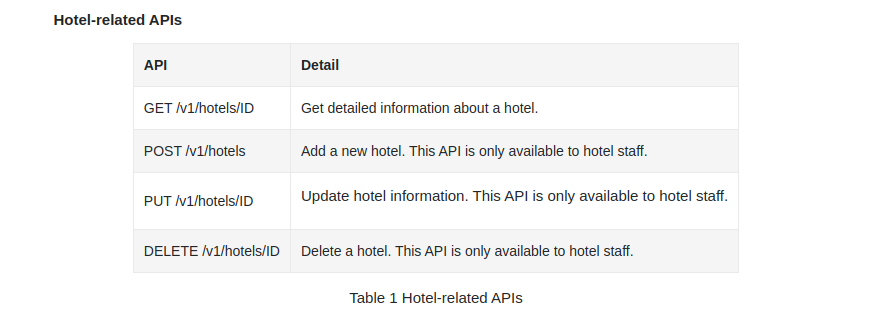 Hotel-related APIs
API Detail
GET /v1/hotels/ID Get detailed information about a hotel.
POST /v1/hotels Add a new hotel. This API is only available to hotel staff.
PUT /v1/hotels/ID Update hotel information. This API is only available to hotel staff.
DELETE /v1/hotels/ID Delete a hotel. This API is only available to hotel staff.
Table 1 Hotel-related APIs